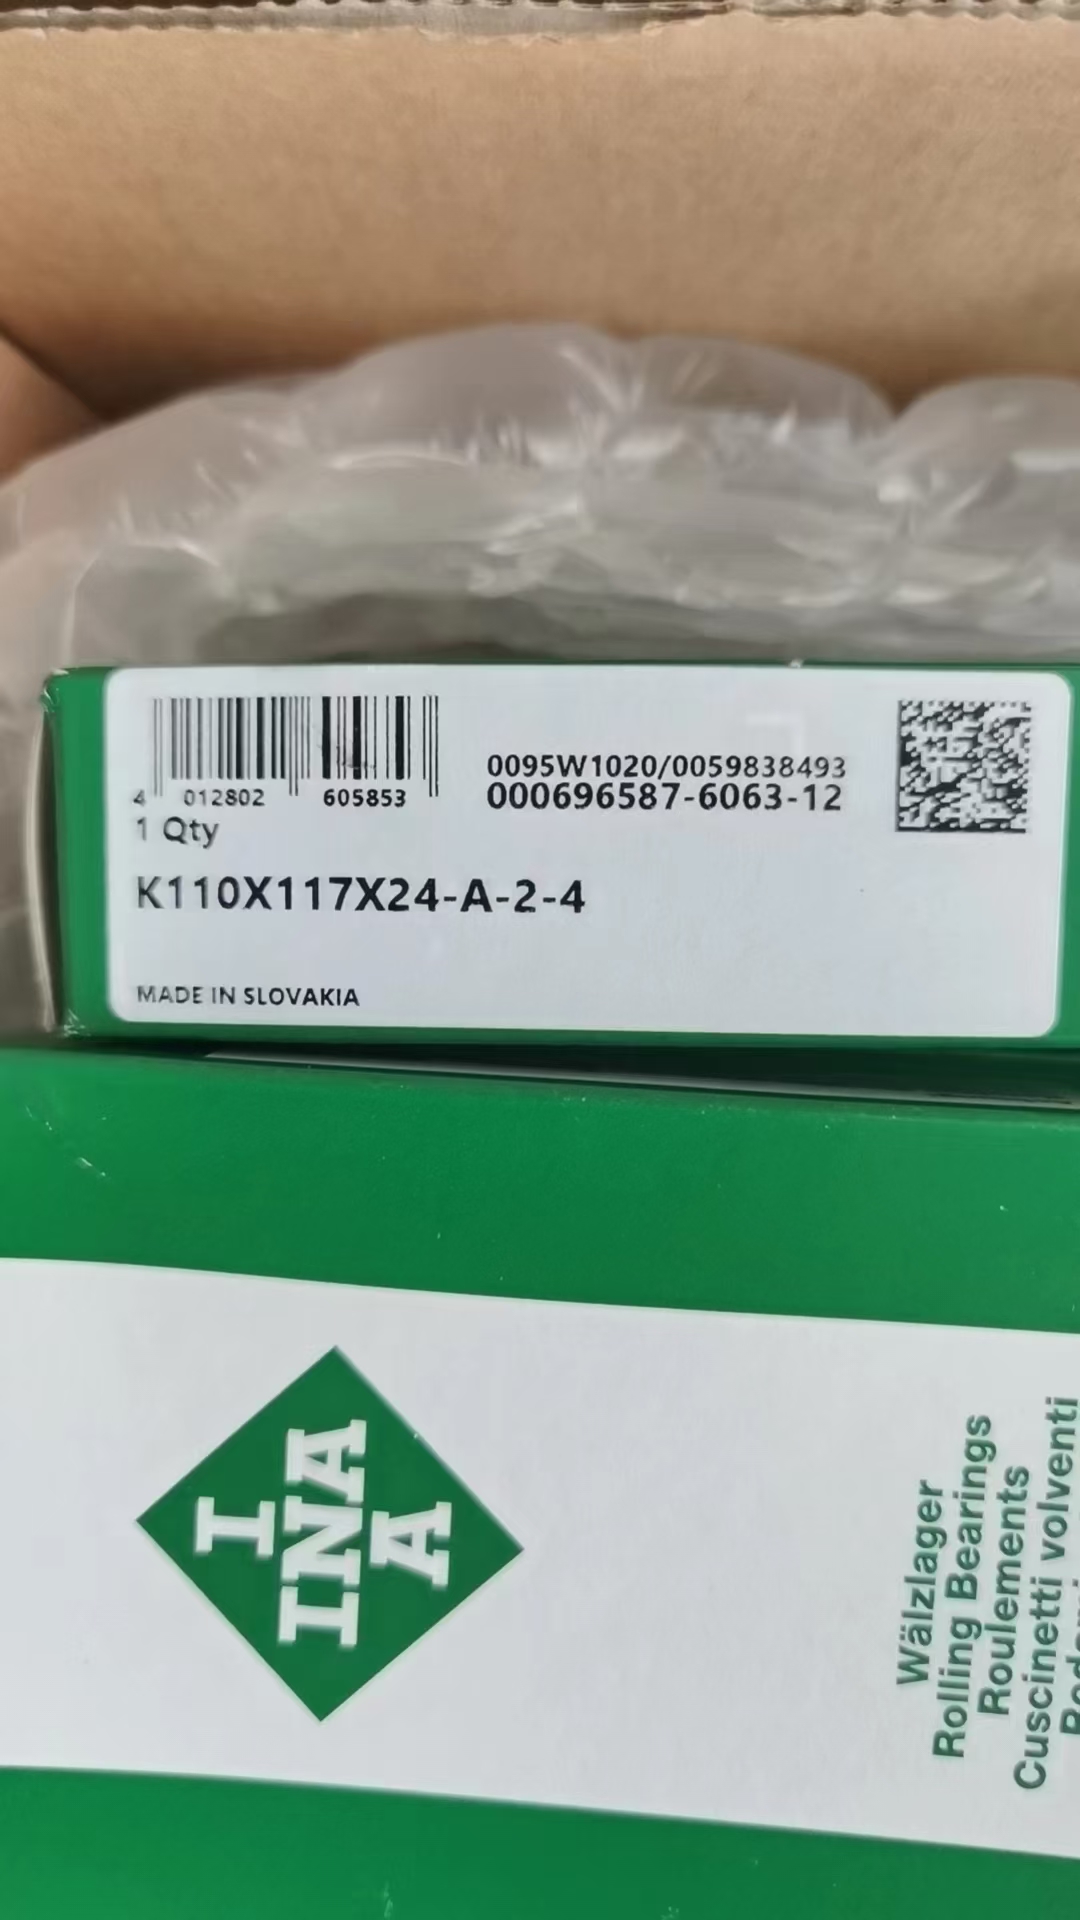 4 012802 605853
0095W1020/0059838493
000696587-6063-12
1 Qty
K110X117X24-A-2-4
MADE IN SLOVAKIA
I
INA
A
Wälzlager
Rolling Bearings
Roulements
Cuscinetti volventi